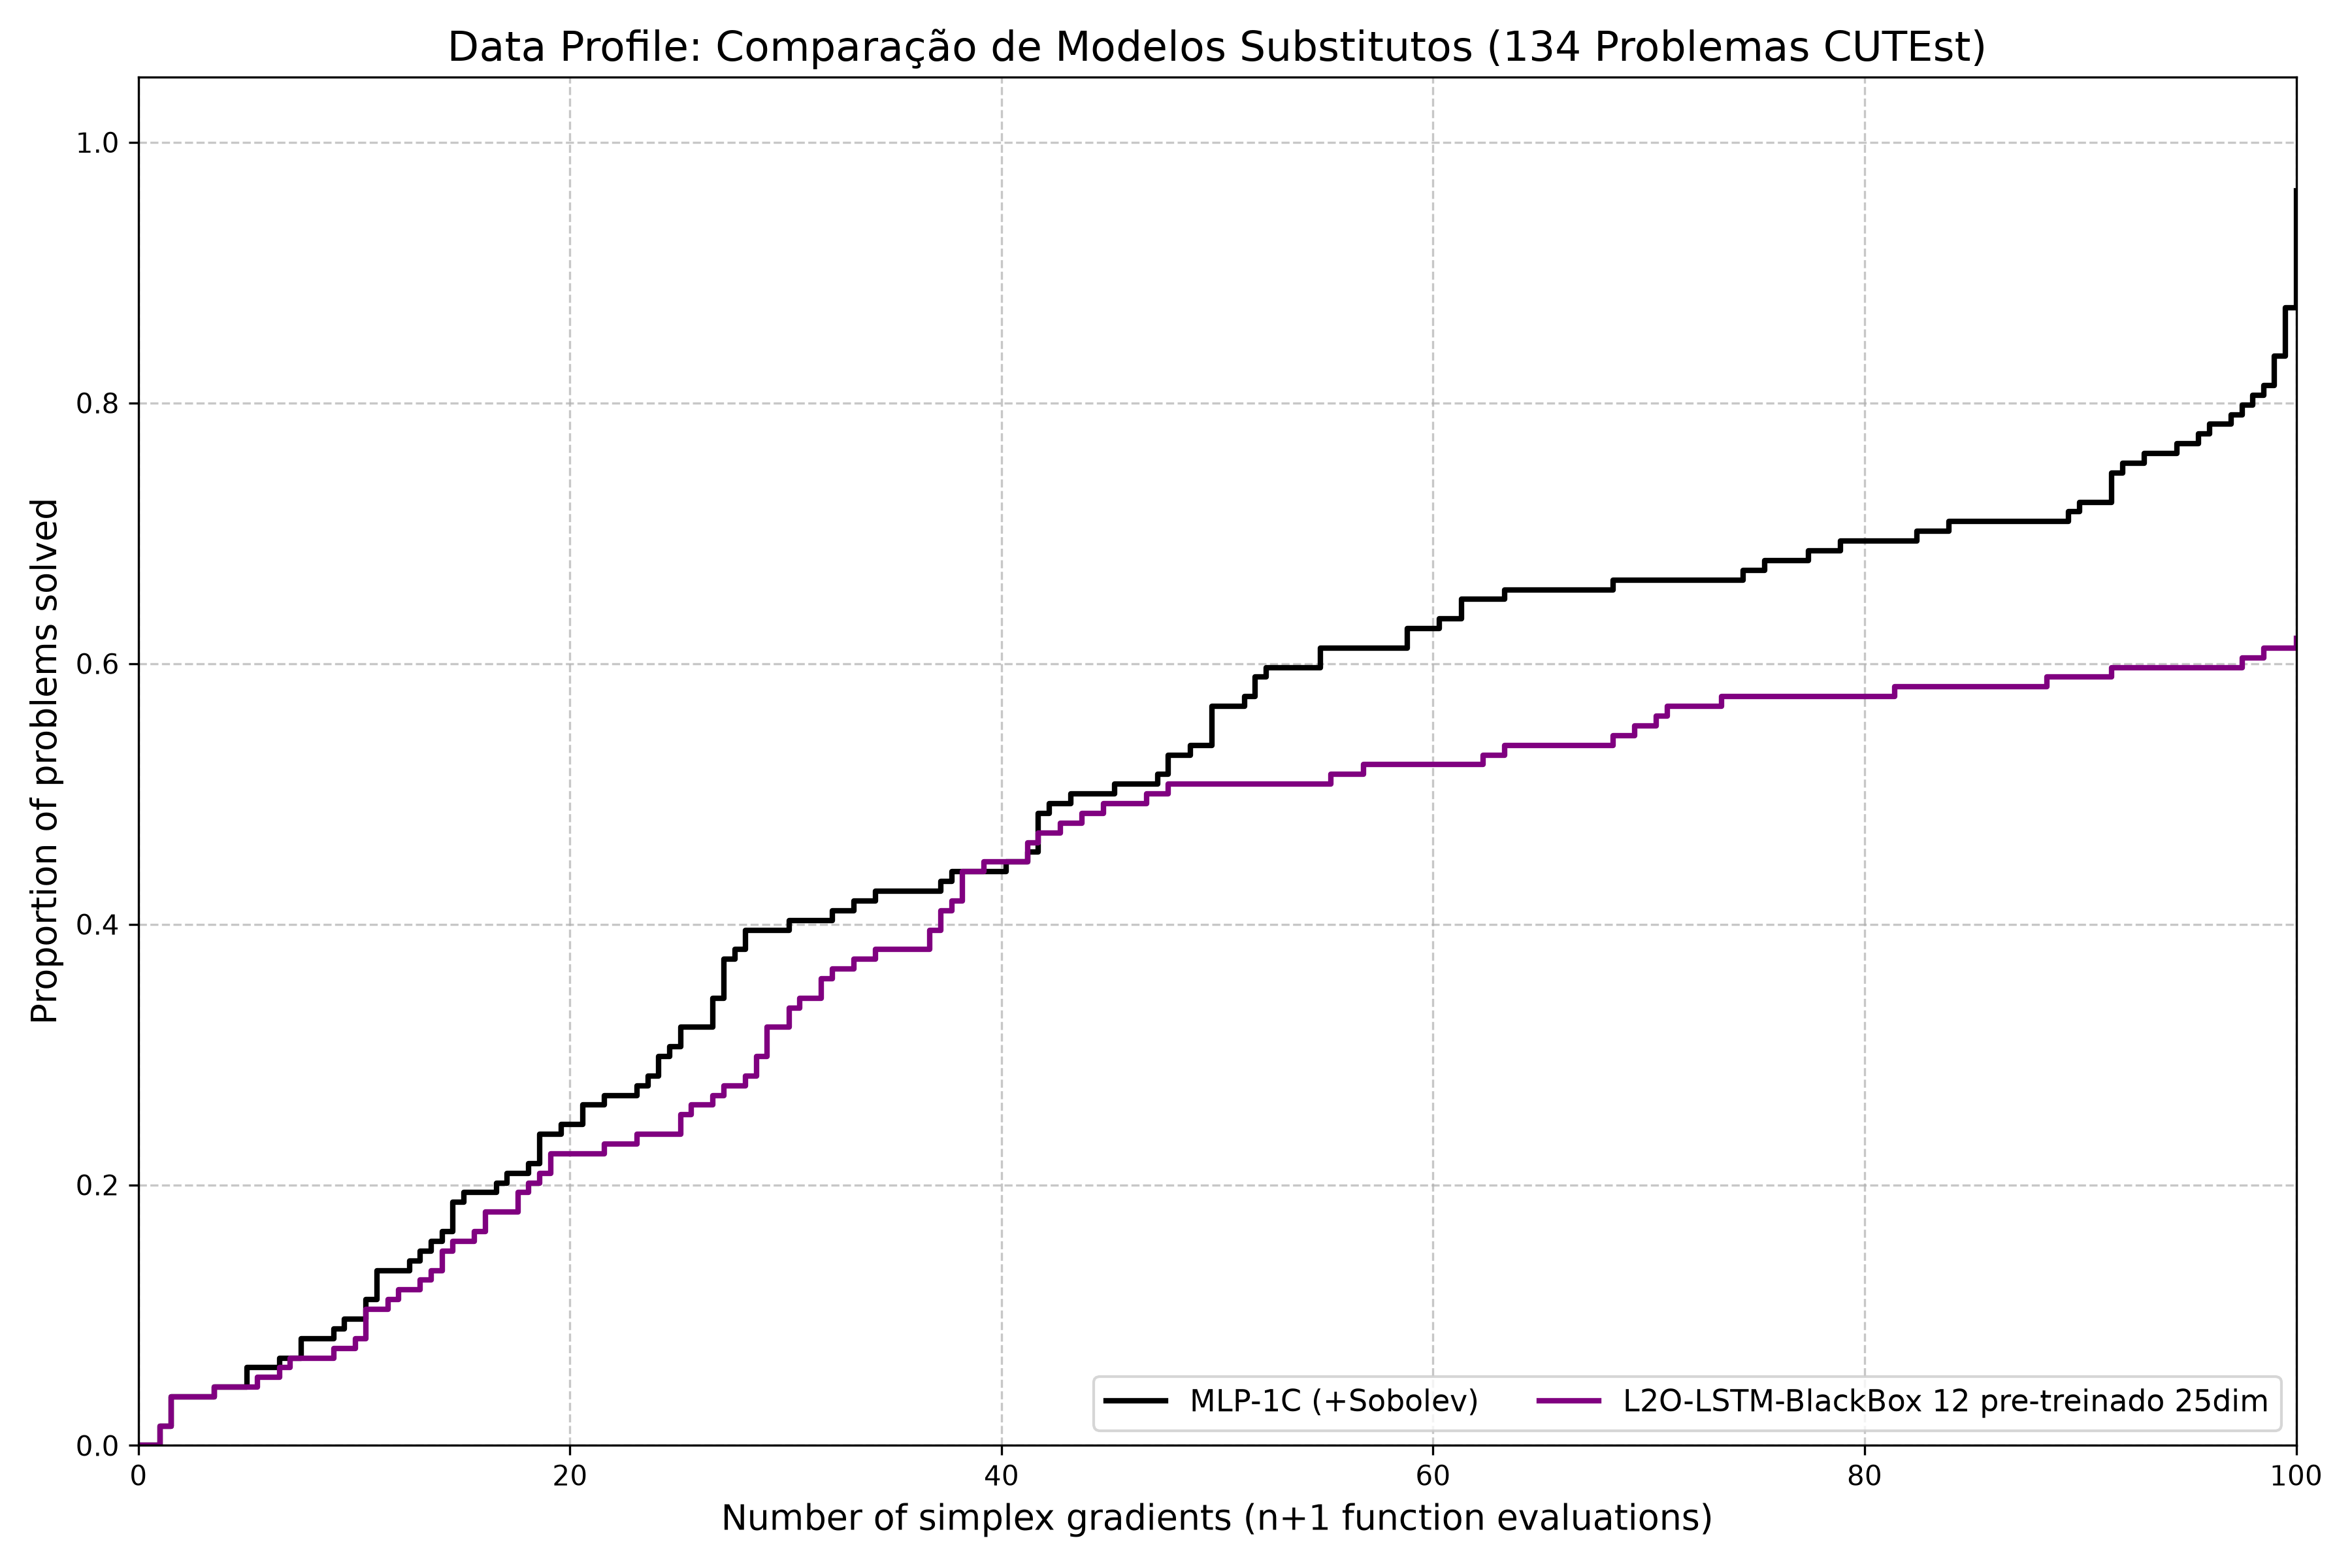 Data Profile: Comparação de Modelos Substitutos (134 Problemas CUTEst)
Proportion of problems solved
1.0
0.8
0.6
0.4
0.2
0.0
0 20 40 60 80 100
Number of simplex gradients (n+1 function evaluations)
MLP-1C (+Sobolev) L2O-LSTM-BlackBox 12 pre-treinado 25dim